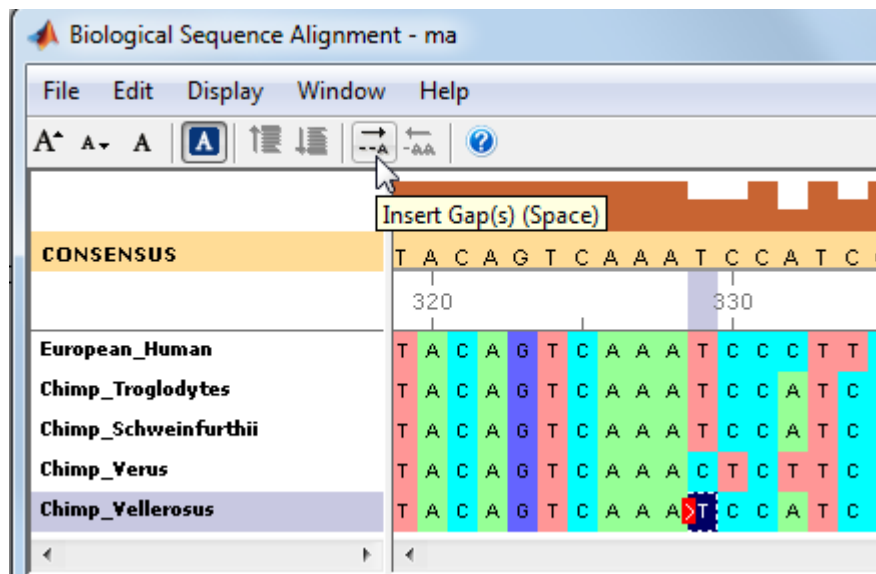 Biological Sequence Alignment - ma
File Edit Display Window Help
A A A A --A -AA ?
Insert Gap(s) (Space)
CONSENSUS T A C A G T C A A A T C C A T C
320 330
European_Human T A C A G T C A A A T C C C T T
Chimp_Troglodytes T A C A G T C A A A T C C A T C
Chimp_Schweinfurthii T A C A G T C A A A T C C A T C
Chimp_Verus T A C A G T C A A A C T C T T C
Chimp_Vellerosus T A C A G T C A A A T C C A T C